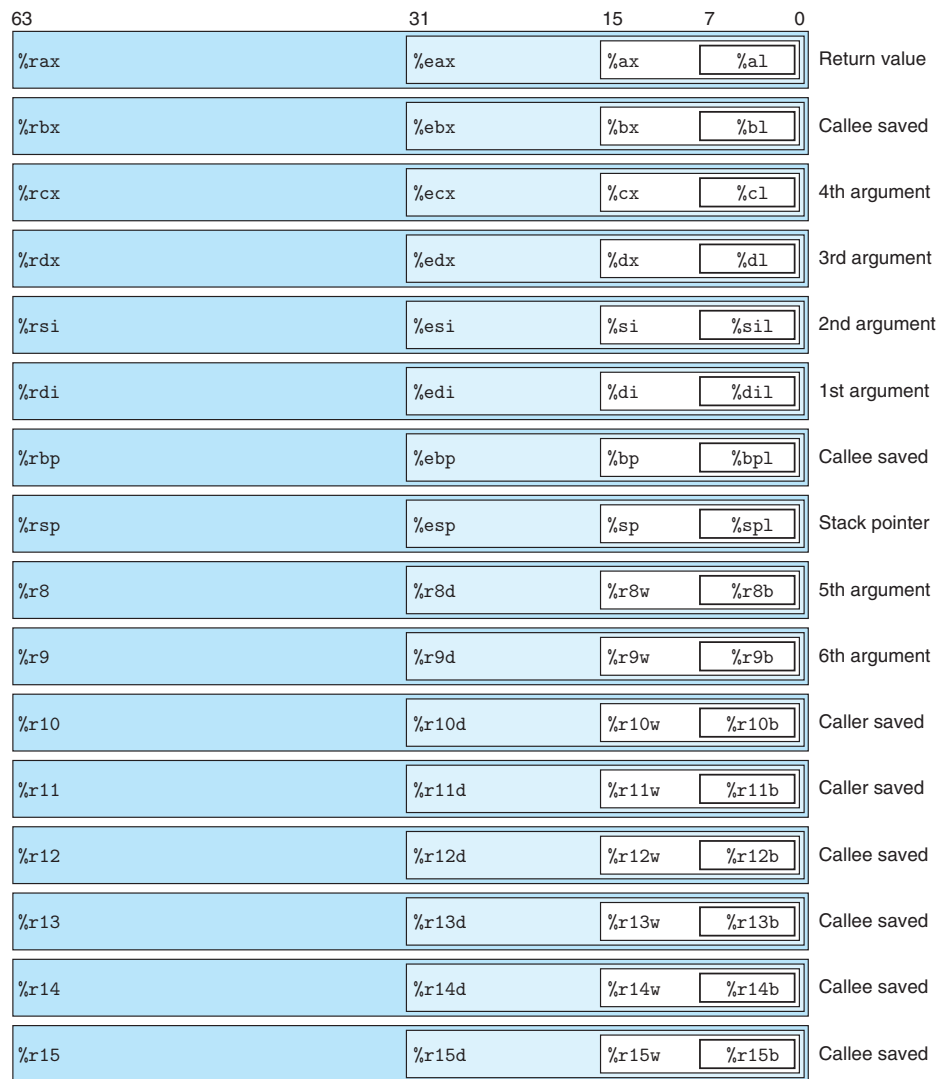 63 31 15 7 0
%rax %eax %ax %al Return value
%rbx %ebx %bx %bl Callee saved
%rcx %ecx %cx %cl 4th argument
%rdx %edx %dx %dl 3rd argument
%rsi %esi %si %sil 2nd argument
%rdi %edi %di %dil 1st argument
%rbp %ebp %bp %bpl Callee saved
%rsp %esp %sp %spl Stack pointer
%r8 %r8d %r8w %r8b 5th argument
%r9 %r9d %r9w %r9b 6th argument
%r10 %r10d %r10w %r10b Caller saved
%r11 %r11d %r11w %r11b Caller saved
%r12 %r12d %r12w %r12b Callee saved
%r13 %r13d %r13w %r13b Callee saved
%r14 %r14d %r14w %r14b Callee saved
%r15 %r15d %r15w %r15b Callee saved